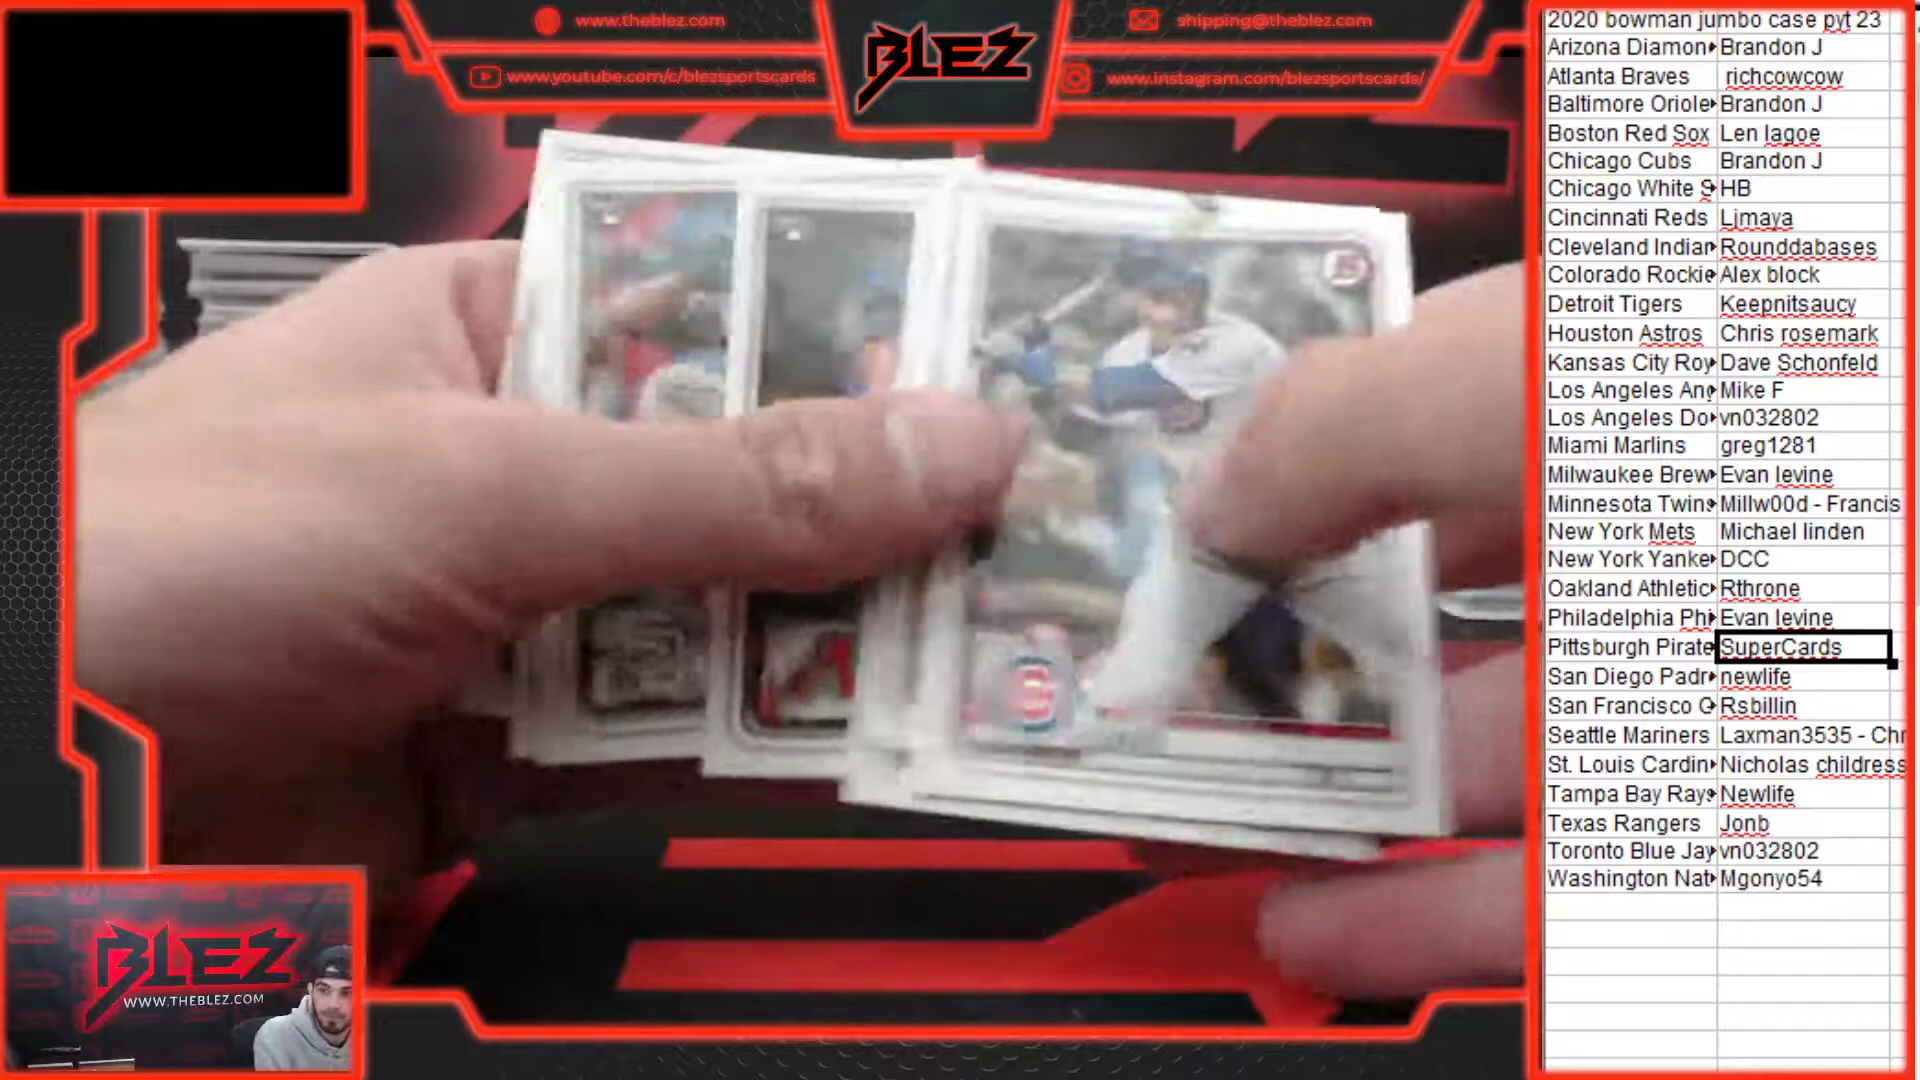 www.theblez.com
www.youtube.com/c/blezsportscards
BLEZ
shipping@theblez.com
www.instagram.com/blezsportscards/
2020 bowman jumbo case pyt 23
Arizona Diamon Brandon J
Atlanta Braves richcowcow
Baltimore Oriole Brandon J
Boston Red Sox Len lagoe
Chicago Cubs Brandon J
Chicago White S HB
Cincinnati Reds Ljmaya
Cleveland Indian Rounddabases
Colorado Rockie Alex block
Detroit Tigers Keepnitsaucy
Houston Astros Chris rosemark
Kansas City Roy Dave Schonfeld
Los Angeles Ang Mike F
Los Angeles Do vn032802
Miami Marlins greg1281
Milwaukee Brew Evan levine
Minnesota Twins Millw00d - Francis
New York Mets Michael linden
New York Yanke DCC
Oakland Athletic Rthrone
Philadelphia Phi Evan levine
Pittsburgh Pirate SuperCards
San Diego Padr newlife
San Francisco G Rsbillin
Seattle Mariners Laxman3535 - Chr
St. Louis Cardin Nicholas childress
Tampa Bay Rays Newlife
Texas Rangers Jonb
Toronto Blue Jay vn032802
Washington Nat Mgonyo54
BLEZ
WWW.THEBLEZ.COM